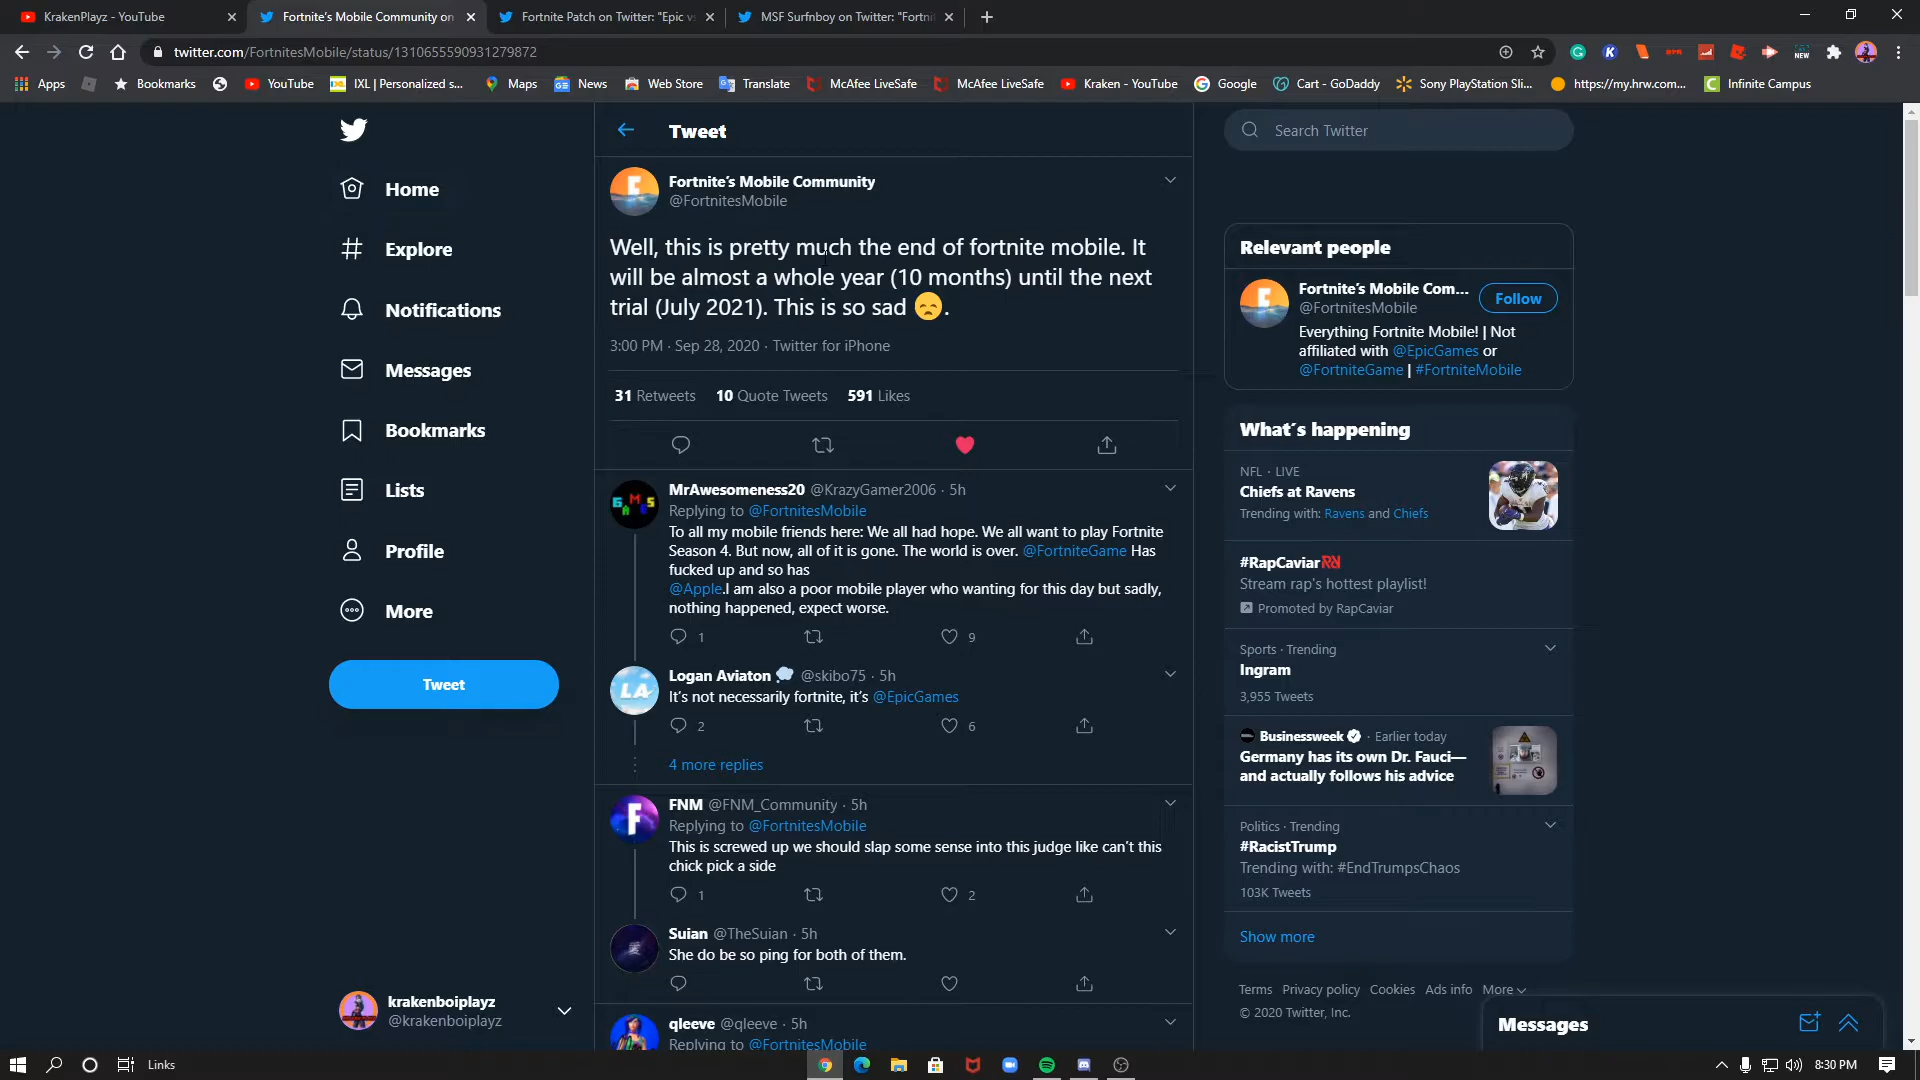 KrakenPlayz - YouTube
Fortnite's Mobile Community on
Fortnite Patch on Twitter: "Epic vs
MSF Surfnboy on Twitter: "Fortni
twitter.com/FortnitesMobile/status/1310655590931279872
Apps
Bookmarks
YouTube
IXL | Personalized s...
Maps
News
Web Store
Translate
McAfee LiveSafe
McAfee LiveSafe
Kraken - YouTube
Google
Cart - GoDaddy
Sony PlayStation Sli...
https://my.hrw.com...
Infinite Campus
Home
Explore
Notifications
Messages
Bookmarks
Lists
Profile
More
Tweet
krakenboiplayz
@krakenboiplayz
Tweet
Fortnite's Mobile Community
@FortnitesMobile
Well, this is pretty much the end of fortnite mobile. It
will be almost a whole year (10 months) until the next
trial (July 2021). This is so sad 😞.
3:00 PM · Sep 28, 2020 · Twitter for iPhone
31 Retweets 10 Quote Tweets 591 Likes
MrAwesomeness20 @KrazyGamer2006 · 5h
Replying to @FortnitesMobile
To all my mobile friends here: We all had hope. We all want to play Fortnite
Season 4. But now, all of it is gone. The world is over. @FortniteGame Has
fucked up and so has
@Apple.I am also a poor mobile player who wanting for this day but sadly,
nothing happened, expect worse.
1 9
Logan Aviaton @skibo75 · 5h
It's not necessarily fortnite, it's @EpicGames
2 6
4 more replies
FNM @FNM_Community · 5h
Replying to @FortnitesMobile
This is screwed up we should slap some sense into this judge like can't this
chick pick a side
1 2
Suian @TheSuian · 5h
She do be so ping for both of them.
qleeve @qleeve · 5h
Replying to @FortnitesMobile
Search Twitter
Relevant people
Fortnite's Mobile Com...
@FortnitesMobile
Follow
Everything Fortnite Mobile! | Not
affiliated with @EpicGames or
@FortniteGame | #FortniteMobile
What's happening
NFL · LIVE
Chiefs at Ravens
Trending with: Ravens and Chiefs
#RapCaviar
Stream rap's hottest playlist!
Promoted by RapCaviar
Sports · Trending
Ingram
3,955 Tweets
Businessweek · Earlier today
Germany has its own Dr. Fauci—
and actually follows his advice
Politics · Trending
#RacistTrump
Trending with: #EndTrumpsChaos
103K Tweets
Show more
Terms Privacy policy Cookies Ads info More
© 2020 Twitter, Inc.
Messages
Links
8:30 PM